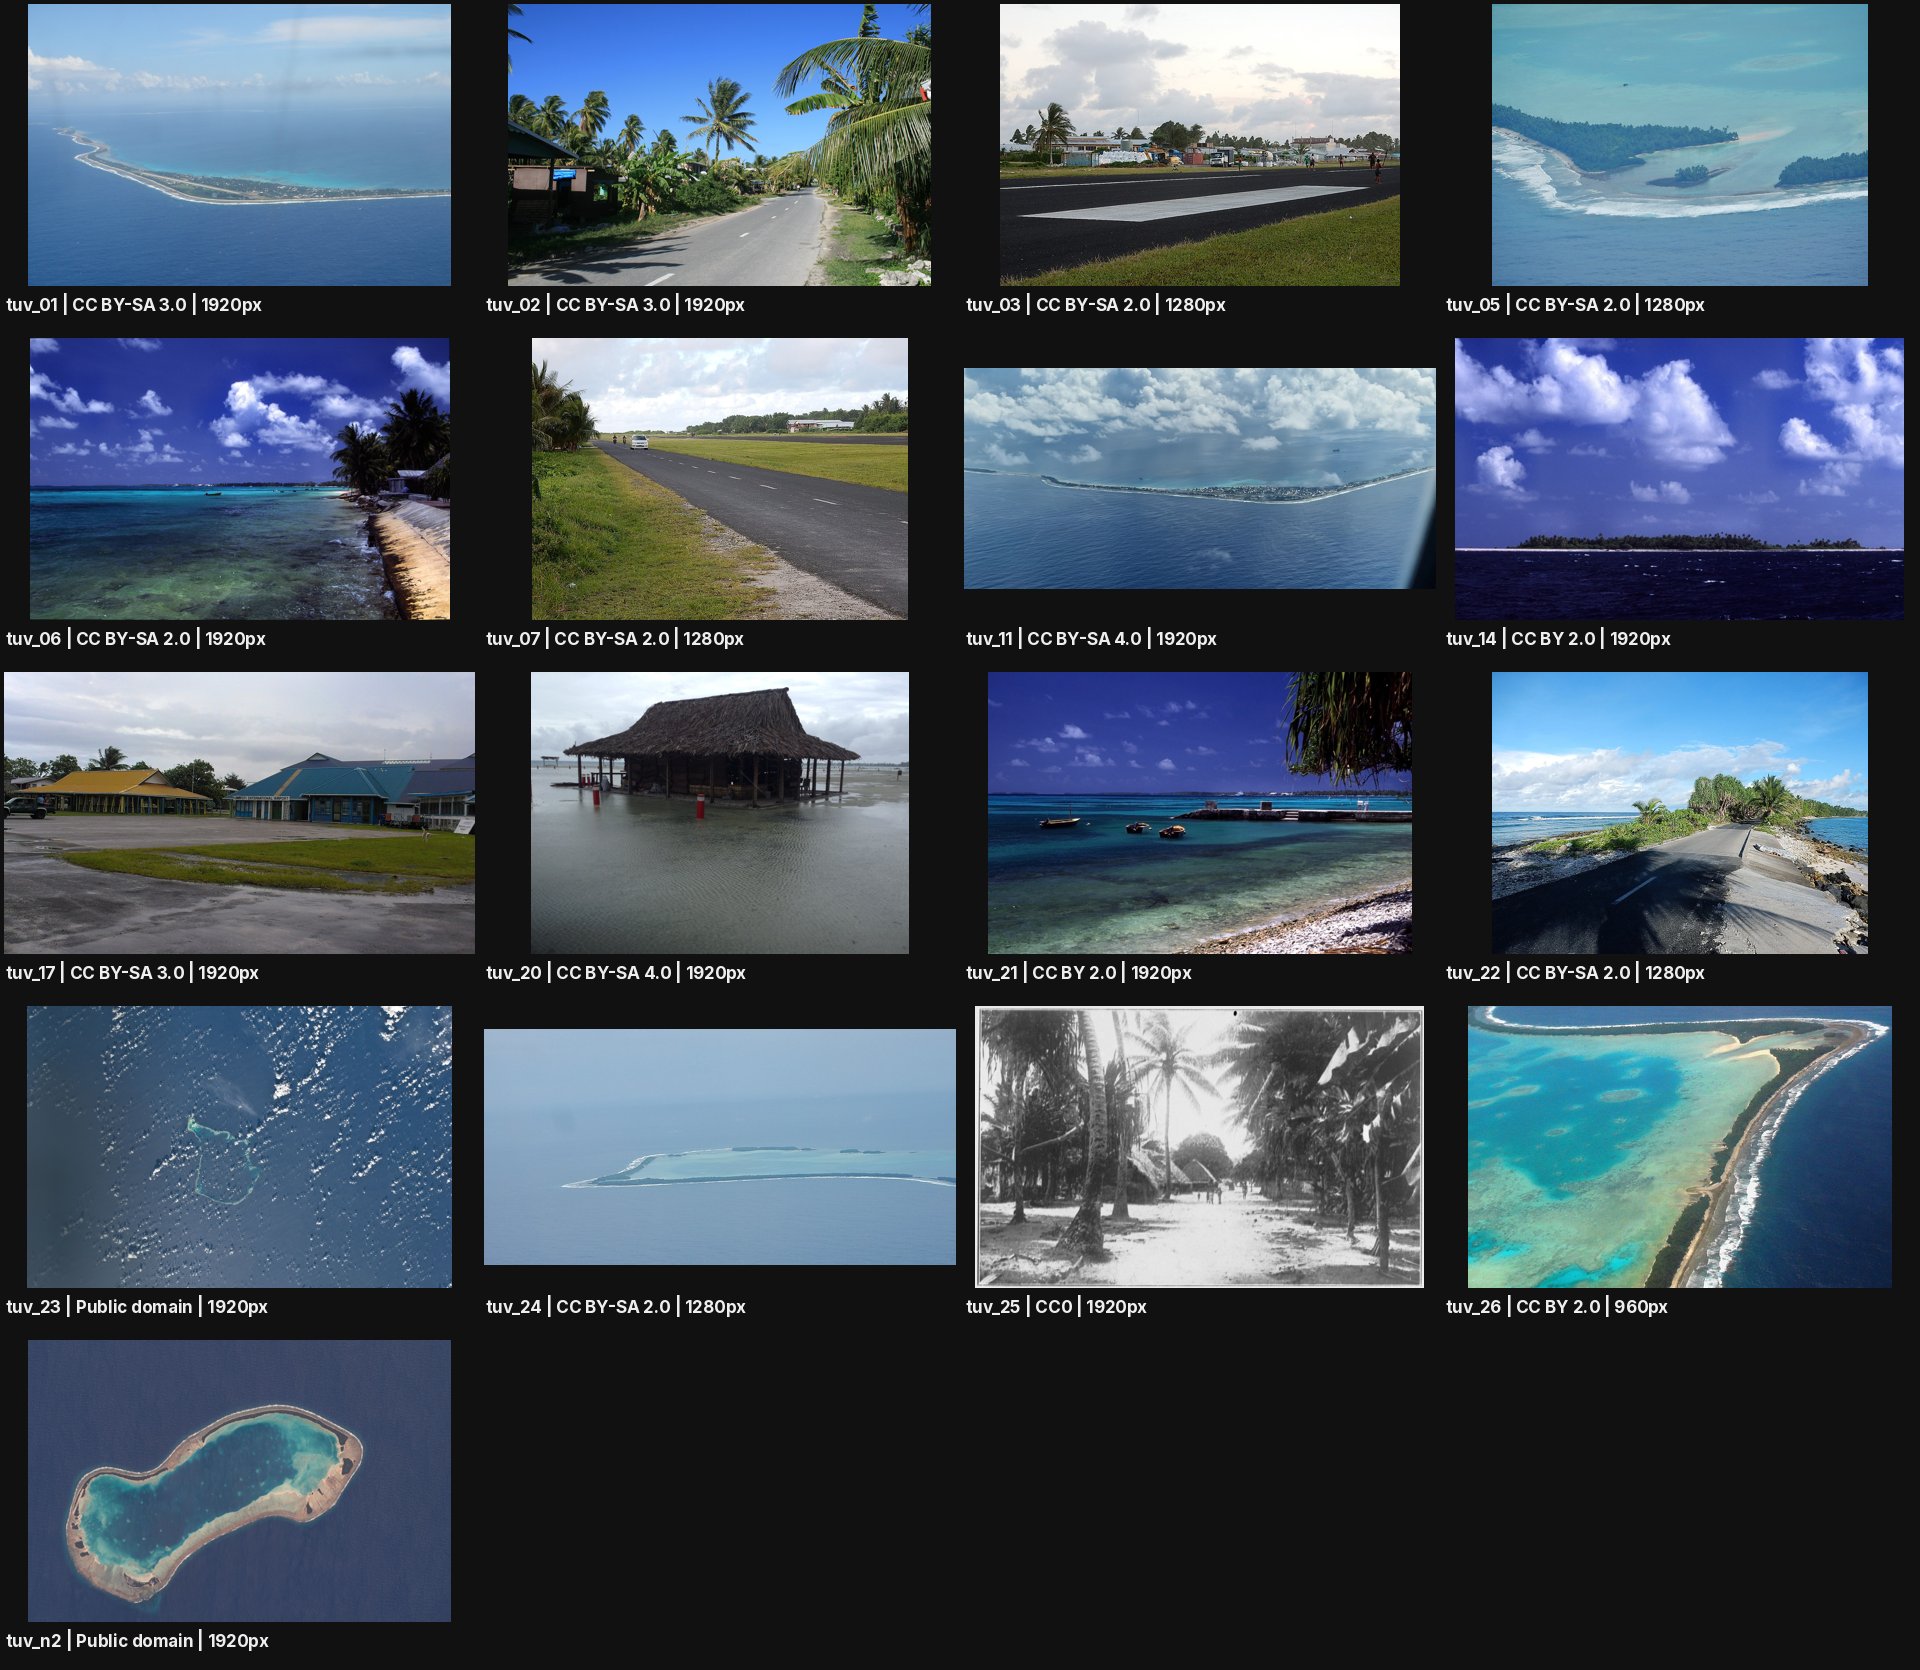 tuv_01 | CC BY-SA 3.0 | 1920px
tuv_02 | CC BY-SA 3.0 | 1920px
tuv_03 | CC BY-SA 2.0 | 1280px
tuv_05 | CC BY-SA 2.0 | 1280px
tuv_06 | CC BY-SA 2.0 | 1920px
tuv_07 | CC BY-SA 2.0 | 1280px
tuv_11 | CC BY-SA 4.0 | 1920px
tuv_14 | CC BY 2.0 | 1920px
tuv_17 | CC BY-SA 3.0 | 1920px
tuv_20 | CC BY-SA 4.0 | 1920px
tuv_21 | CC BY 2.0 | 1920px
tuv_22 | CC BY-SA 2.0 | 1280px
tuv_23 | Public domain | 1920px
tuv_24 | CC BY-SA 2.0 | 1280px
tuv_25 | CC0 | 1920px
tuv_26 | CC BY 2.0 | 960px
tuv_n2 | Public domain | 1920px